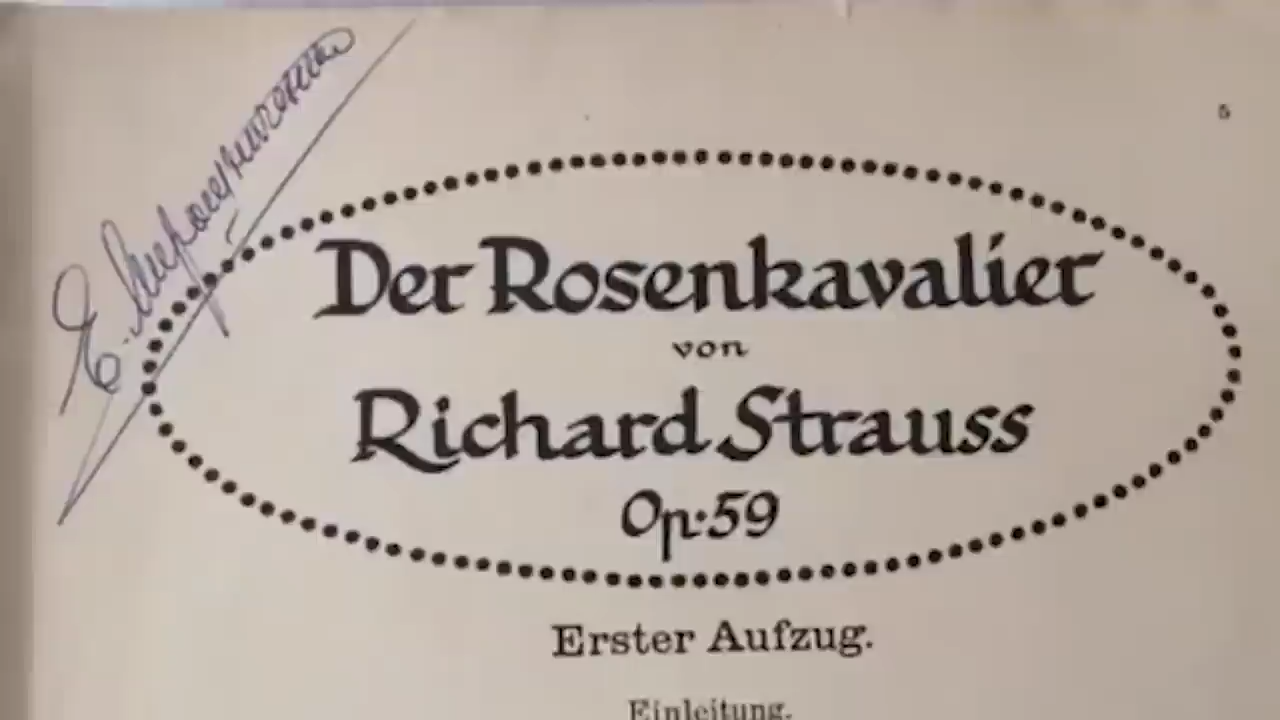 5
Der Rosenkavalier
von
Richard Strauss
Op:59
Erster Aufzug.
Einleitung.